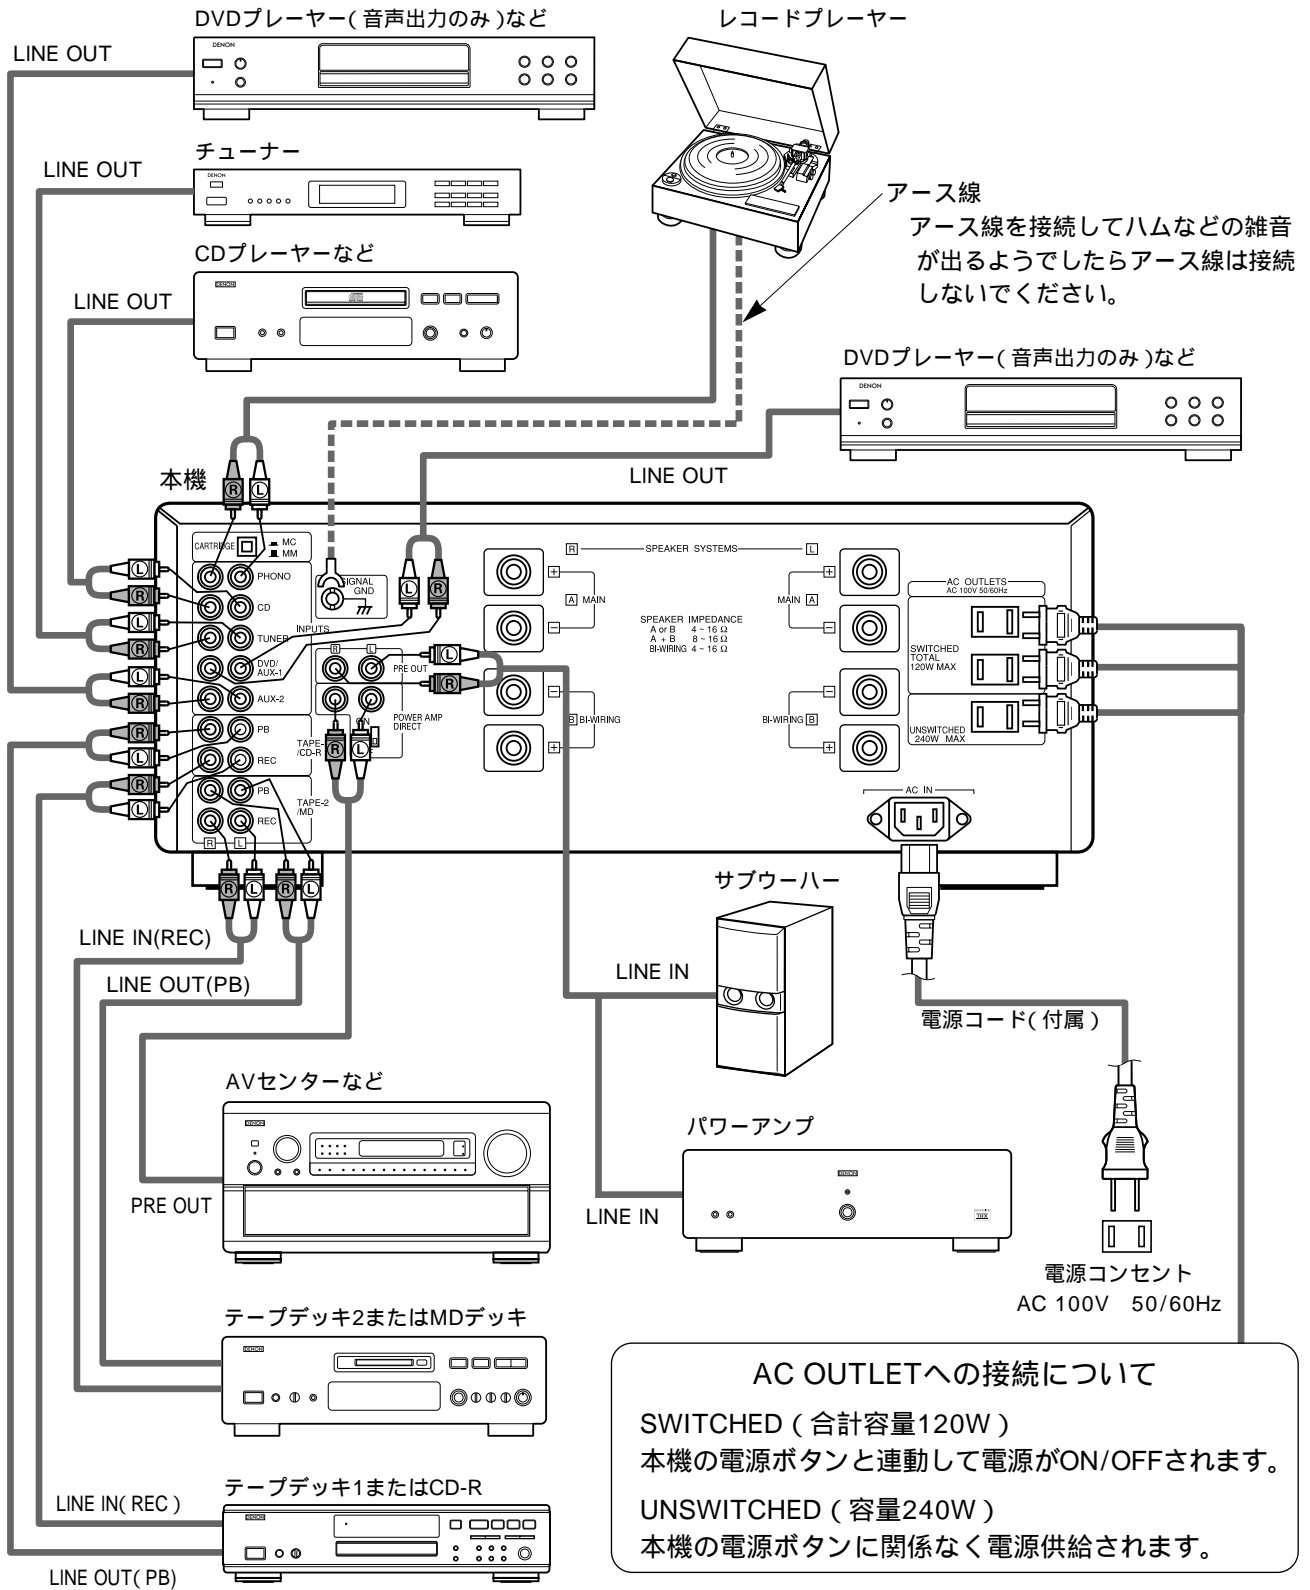 DVDプレーヤー(音声出力のみ)など
レコードプレーヤー
LINE OUT
DENON
チューナー
LINE OUT
DENON
アース線
アース線を接続してハムなどの雑音
が出るようでしたらアース線は接続
しないでください。
CDプレーヤーなど
DENON
LINE OUT
DVDプレーヤー(音声出力のみ)など
DENON
LINE OUT
本機
R L
CARTRIDGE
MC
MM
PHONO
CD
TUNER
INPUTS
DVD/
AUX-1
AUX-2
PB
REC
TAPE-
/CD-R
PB
REC
TAPE-2
/MD
R L
SIGNAL
GND
L R
R L
PRE OUT
L
R
POWER AMP
DIRECT
ON
R L
L
R
L
R
L
R
R
L
R
L
R SPEAKER SYSTEMS L
A MAIN
MAIN A
SPEAKER IMPEDANCE
A or B 4 ~ 16 Ω
A + B 8 ~ 16 Ω
BI-WIRING 4 ~ 16 Ω
B BI-WIRING
BI-WIRING B
AC OUTLETS
AC 100V 50/60Hz
SWITCHED
TOTAL
120W MAX
UNSWITCHED
240W MAX
AC IN
R L R L
サブウーハー
LINE IN(REC)
LINE OUT(PB)
LINE IN
電源コード(付属)
AVセンターなど
DENON
PRE OUT
パワーアンプ
DENON
THX
LINE IN
電源コンセント
AC 100V 50/60Hz
テープデッキ2またはMDデッキ
DENON
テープデッキ1またはCD-R
DENON
LINE IN(REC)
LINE OUT(PB)
AC OUTLETへの接続について
SWITCHED(合計容量120W)
本機の電源ボタンと連動して電源がON/OFFされます。
UNSWITCHED(容量240W)
本機の電源ボタンに関係なく電源供給されます。